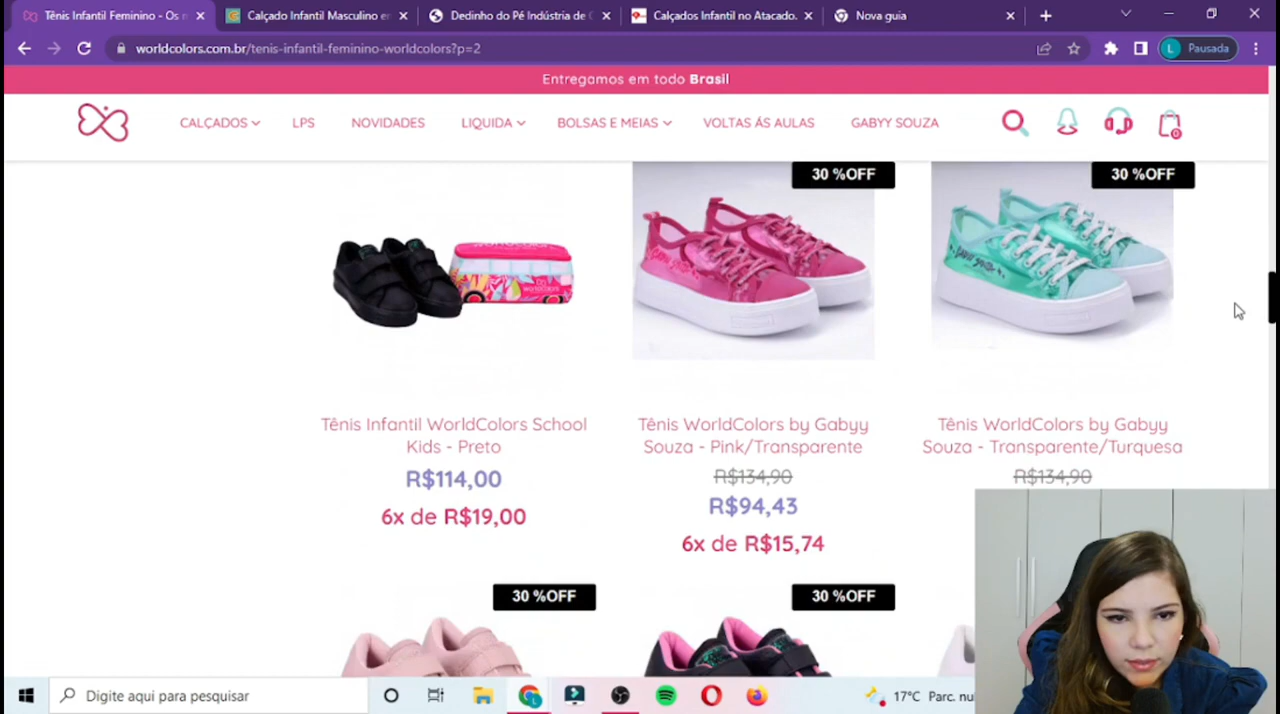 Tênis Infantil Feminino - Os n
Calçado Infantil Masculino e
Dedinho do Pé Indústria de
Calçados Infantil no Atacado.
Nova guia
worldcolors.com.br/tenis-infantil-feminino-worldcolors?p=2
L Pausada
Entregamos em todo Brasil
CALÇADOS
LPS
NOVIDADES
LIQUIDA
BOLSAS E MEIAS
VOLTAS ÁS AULAS
GABYY SOUZA
0
30 %OFF
30 %OFF
Tênis Infantil WorldColors School
Kids - Preto
R$114,00
6x de R$19,00
Tênis WorldColors by Gabyy
Souza - Pink/Transparente
R$134,90
R$94,43
6x de R$15,74
Tênis WorldColors by Gabyy
Souza - Transparente/Turquesa
R$134,90
30 %OFF
30 %OFF
Digite aqui para pesquisar
17°C Parc. nu